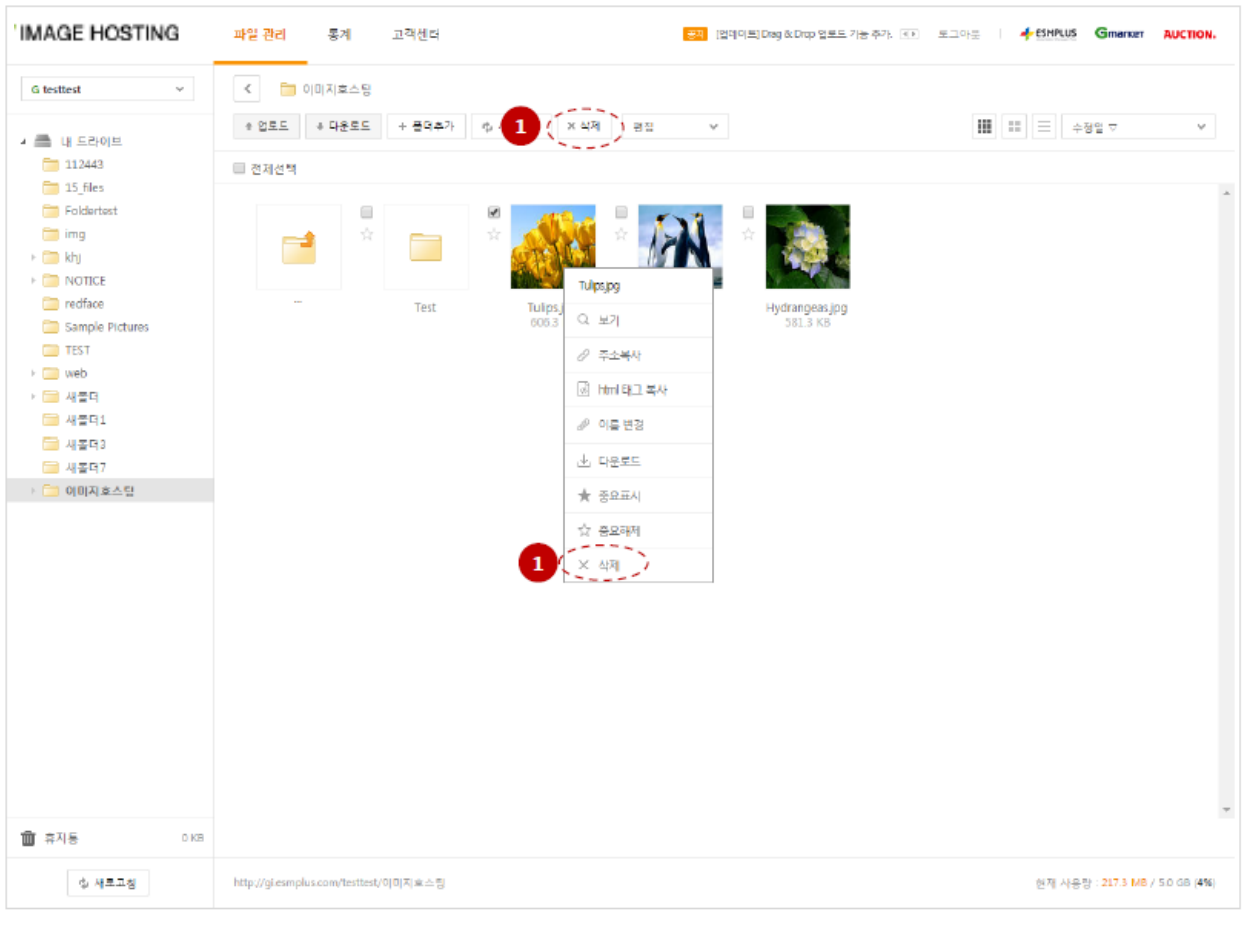 IMAGE HOSTING
파일 관리
통계
고객센터
공지 [업데이트] Drag & Drop 업로드 기능 추가.
로그아웃
ESMPLUS
Gmarket
AUCTION.
G testtest
이미지호스팅
업로드
다운로드
+ 폴더추가
1
× 삭제
편집
수정일 ▽
전체선택
내 드라이브
112443
15_files
Foldertest
img
khj
NOTICE
redface
Sample Pictures
TEST
web
새폴더
새폴더1
새폴더3
새폴더7
이미지호스팅
...
Test
Tulips.j
606.3
Hydrangeas.jpg
581.3 KB
Tulips.jpg
보기
주소복사
html 태그 복사
이름 변경
다운로드
중요표시
중요해제
1
× 삭제
휴지통
0 KB
새로고침
http://gi.esmplus.com/testtest/이미지호스팅
현재 사용량 : 217.3 MB / 5.0 GB (4%)